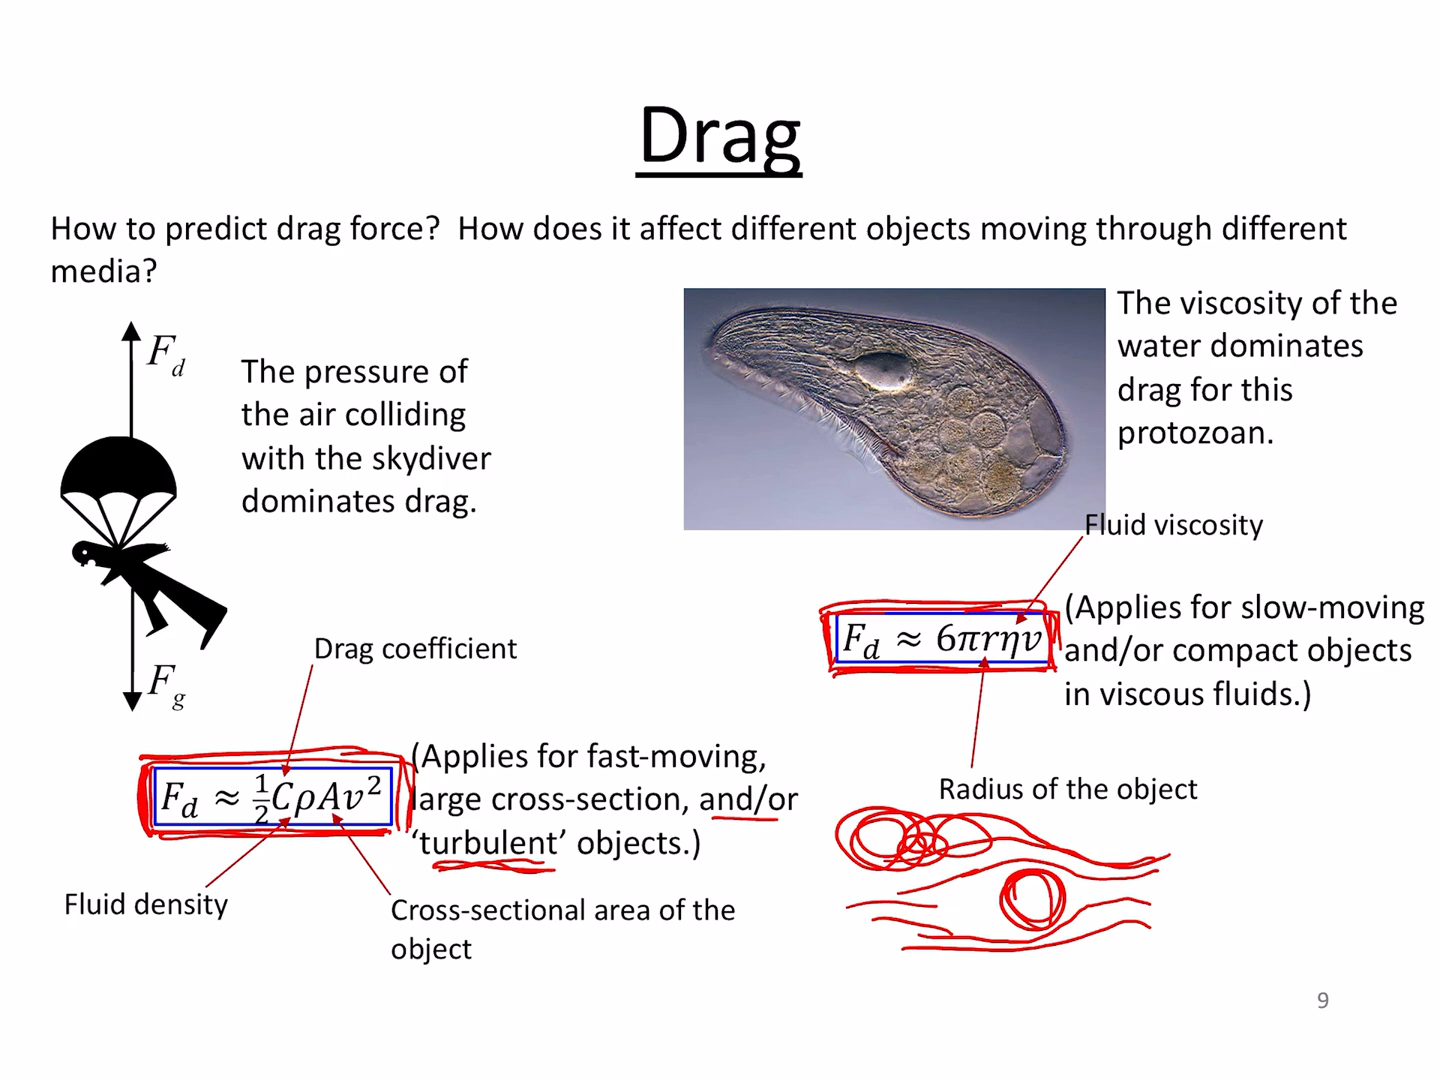 Drag
How to predict drag force?  How does it affect different objects moving through different
media?
F_d
The pressure of
the air colliding
with the skydiver
dominates drag.
F_g
The viscosity of the
water dominates
drag for this
protozoan.
Fluid viscosity
F_d ≈ 6πrηv
(Applies for slow-moving
and/or compact objects
in viscous fluids.)
Radius of the object
Drag coefficient
F_d ≈ ½CρAv²
(Applies for fast-moving,
large cross-section, and/or
‘turbulent’ objects.)
Fluid density
Cross-sectional area of the
object
9